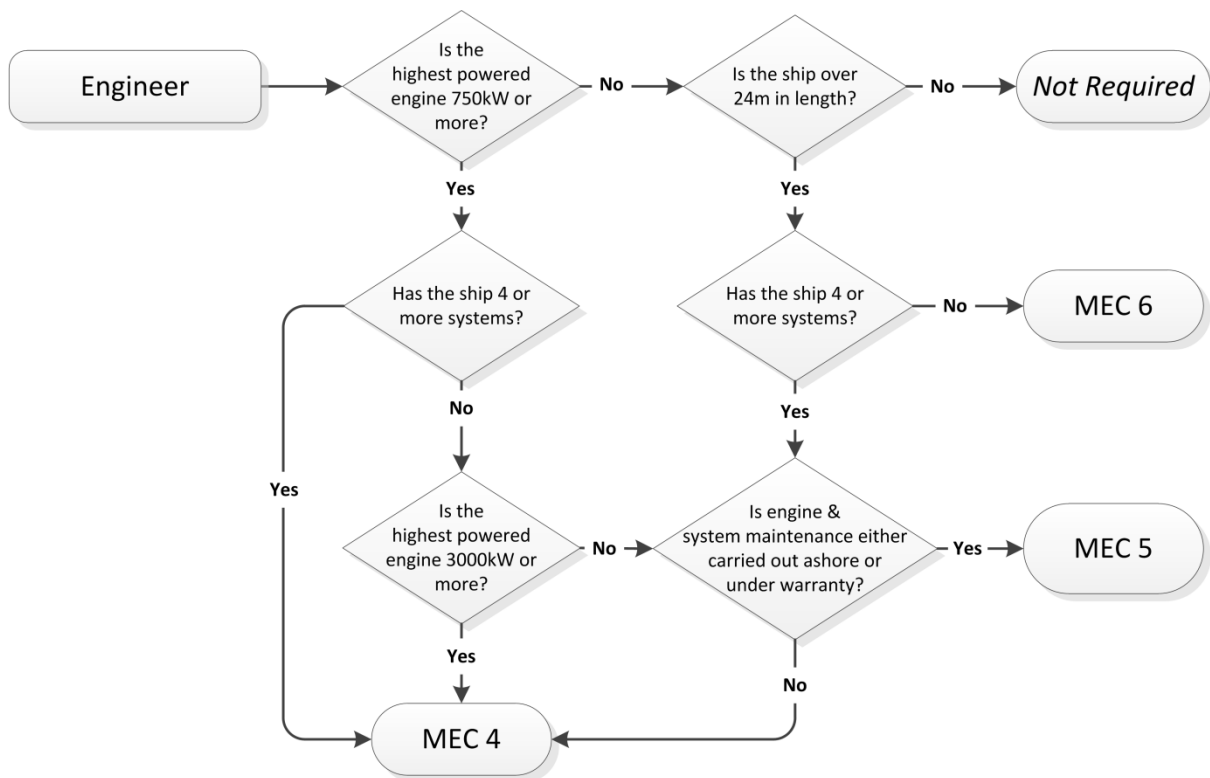 Engineer
Is the
highest powered
engine 750kW or
more?
No
Is the ship over
24m in length?
No
Not Required
Yes
Yes
Has the ship 4 or
more systems?
Has the ship 4 or
more systems?
No
MEC 6
No
Yes
Yes
Is the
highest powered
engine 3000kW or
more?
No
Is engine &
system maintenance either
carried out ashore or
under warranty?
Yes
MEC 5
Yes
No
MEC 4